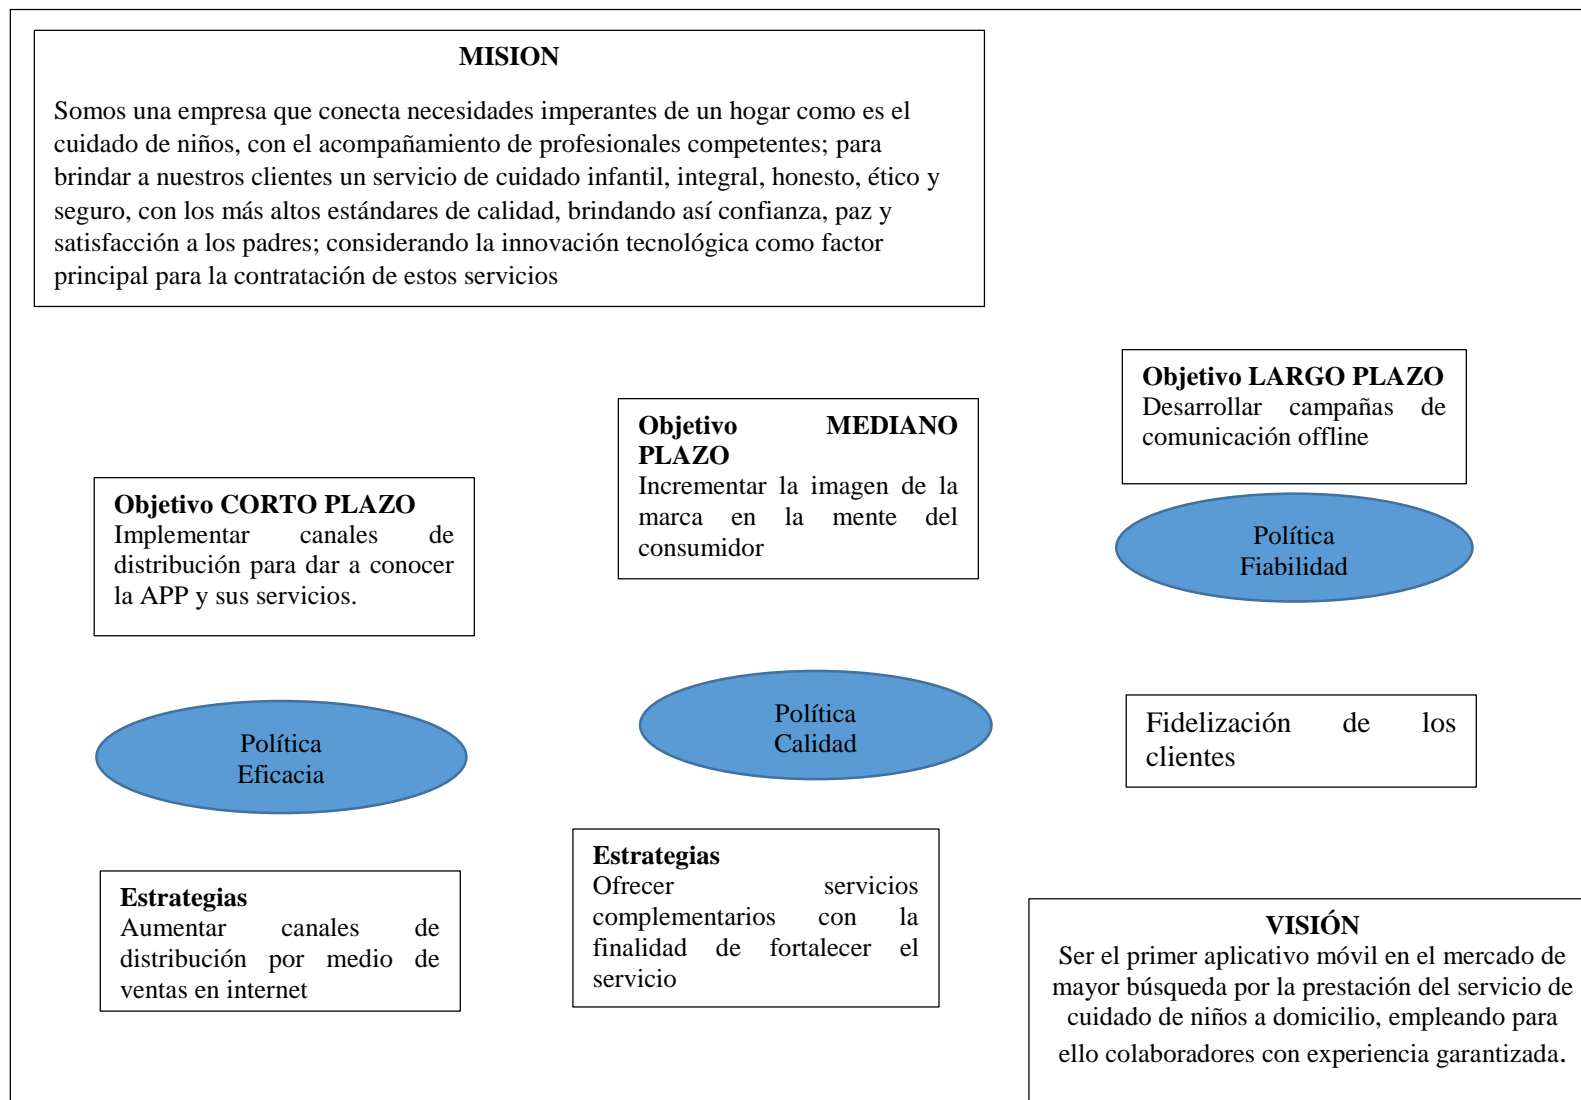 MISION
Somos una empresa que conecta necesidades imperantes de un hogar como es el
cuidado de niños, con el acompañamiento de profesionales competentes; para
brindar a nuestros clientes un servicio de cuidado infantil, integral, honesto, ético y
seguro, con los más altos estándares de calidad, brindando así confianza, paz y
satisfacción a los padres; considerando la innovación tecnológica como factor
principal para la contratación de estos servicios
Objetivo CORTO PLAZO
Implementar canales de
distribución para dar a conocer
la APP y sus servicios.
Política
Eficacia
Estrategias
Aumentar canales de
distribución por medio de
ventas en internet
Objetivo MEDIANO
PLAZO
Incrementar la imagen de la
marca en la mente del
consumidor
Política
Calidad
Estrategias
Ofrecer servicios
complementarios con la
finalidad de fortalecer el
servicio
Objetivo LARGO PLAZO
Desarrollar campañas de
comunicación offline
Política
Fiabilidad
Fidelización de los
clientes
VISIÓN
Ser el primer aplicativo móvil en el mercado de
mayor búsqueda por la prestación del servicio de
cuidado de niños a domicilio, empleando para
ello colaboradores con experiencia garantizada.